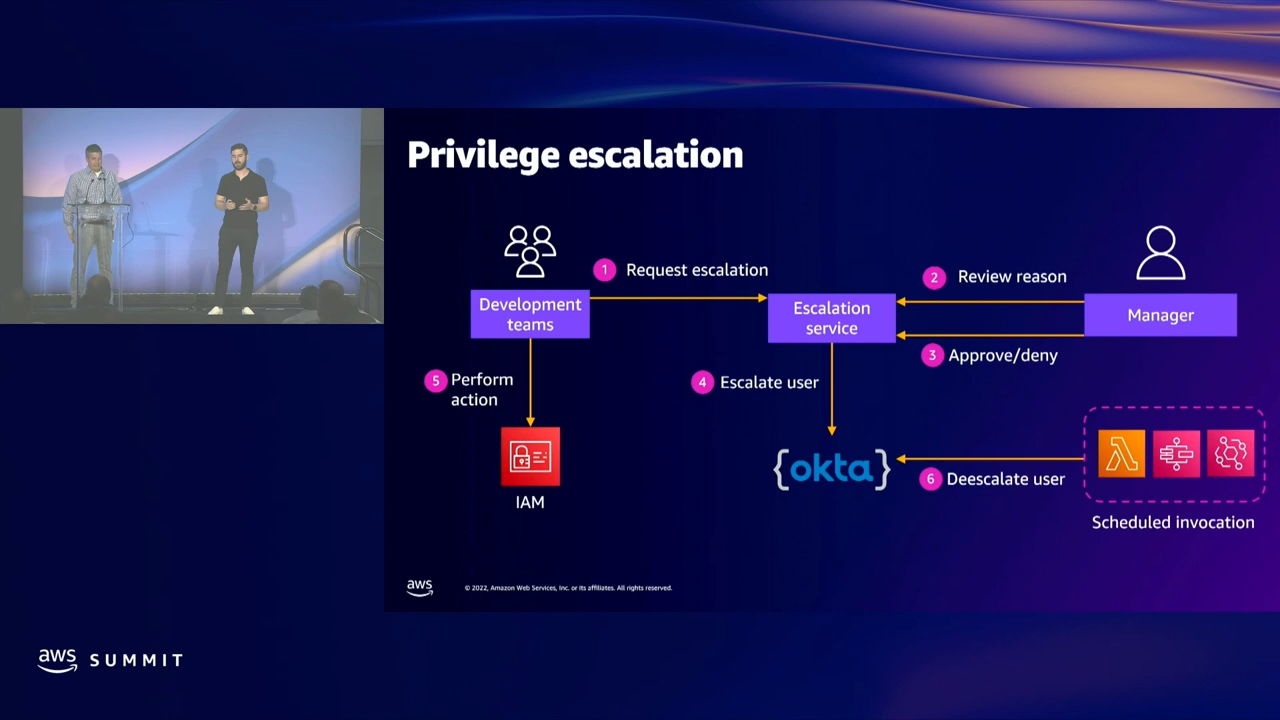 Privilege escalation
1 Request escalation
2 Review reason
Development
teams
Escalation
service
Manager
3 Approve/deny
5 Perform
action
4 Escalate user
{okta}
6 Deescalate user
IAM
Scheduled invocation
aws
© 2022, Amazon Web Services, Inc. or its affiliates. All rights reserved.
aws SUMMIT